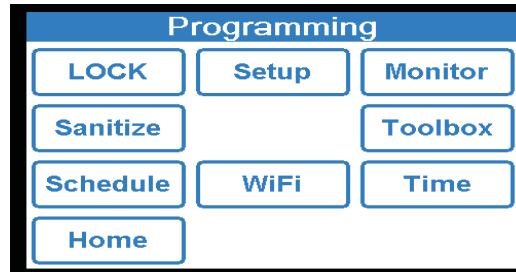 Programming
LOCK Setup Monitor
Sanitize Toolbox
Schedule WiFi Time
Home